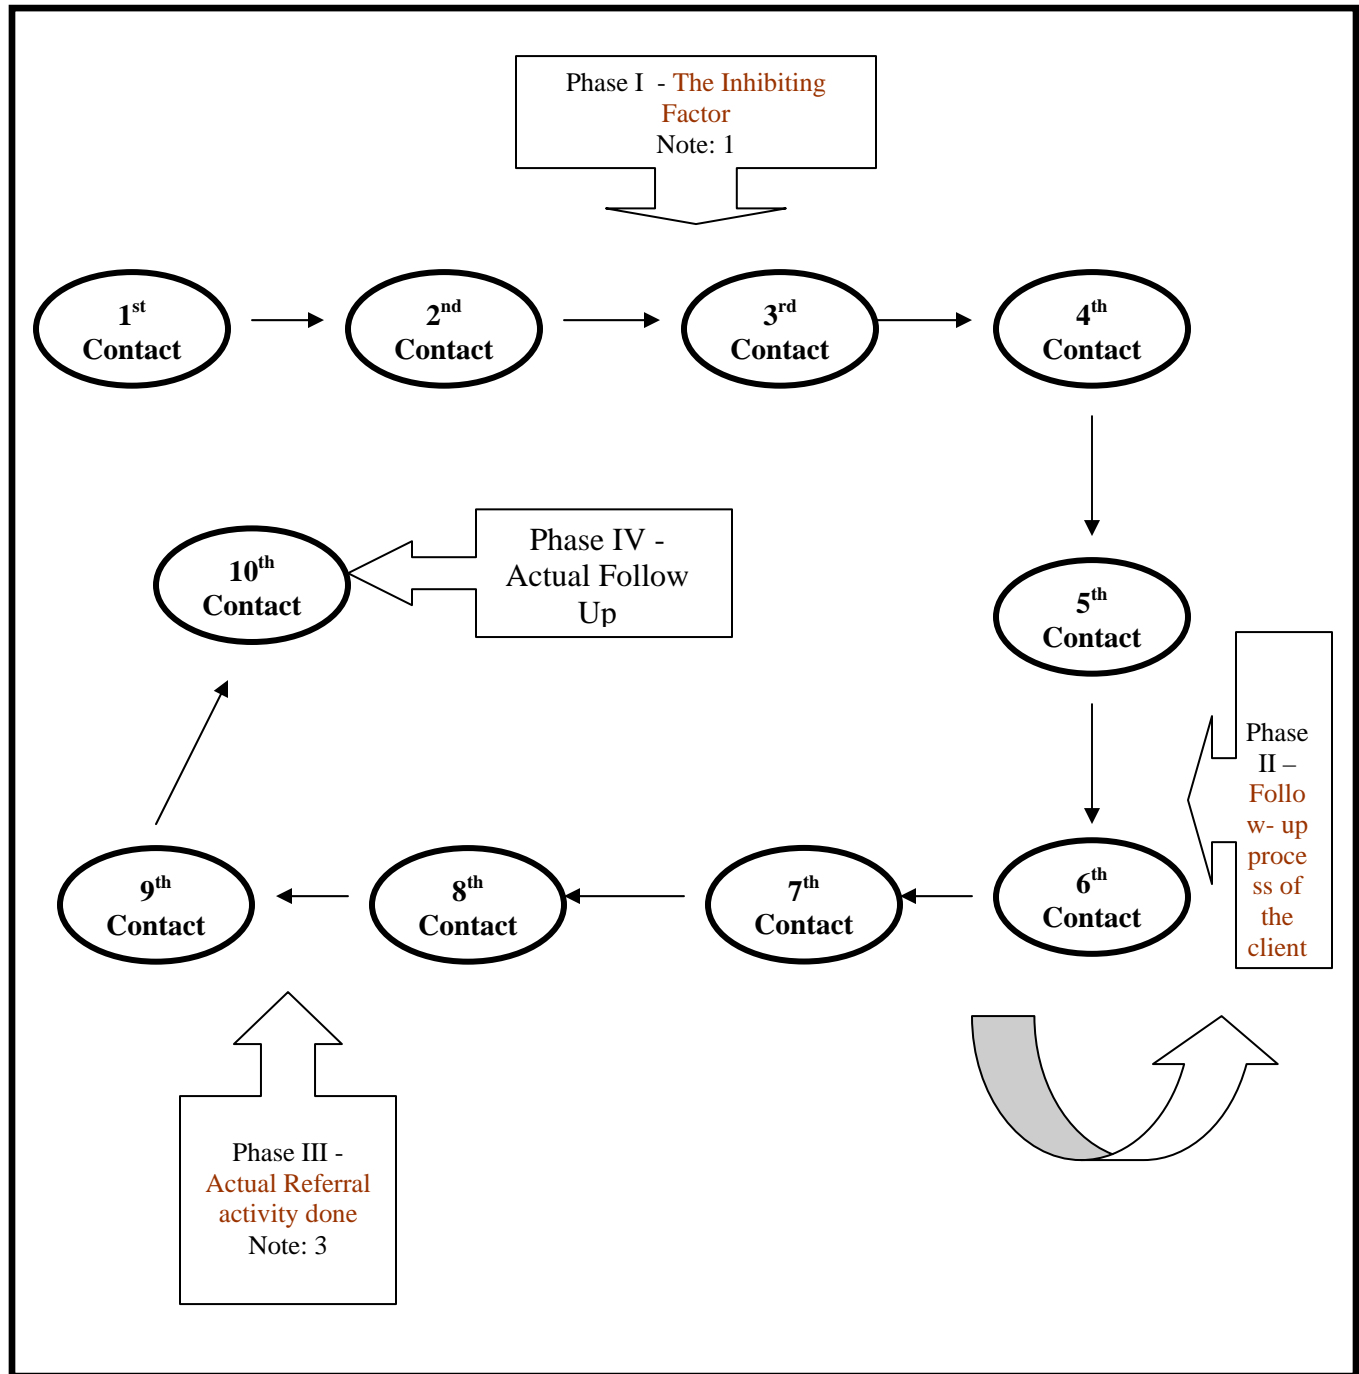 Phase I - The Inhibiting
Factor
Note: 1
1st
Contact
2nd
Contact
3rd
Contact
4th
Contact
5th
Contact
Phase IV -
Actual Follow
Up
10th
Contact
Phase
II –
Follo
w- up
proce
ss of
the
client
6th
Contact
7th
Contact
8th
Contact
9th
Contact
Phase III -
Actual Referral
activity done
Note: 3